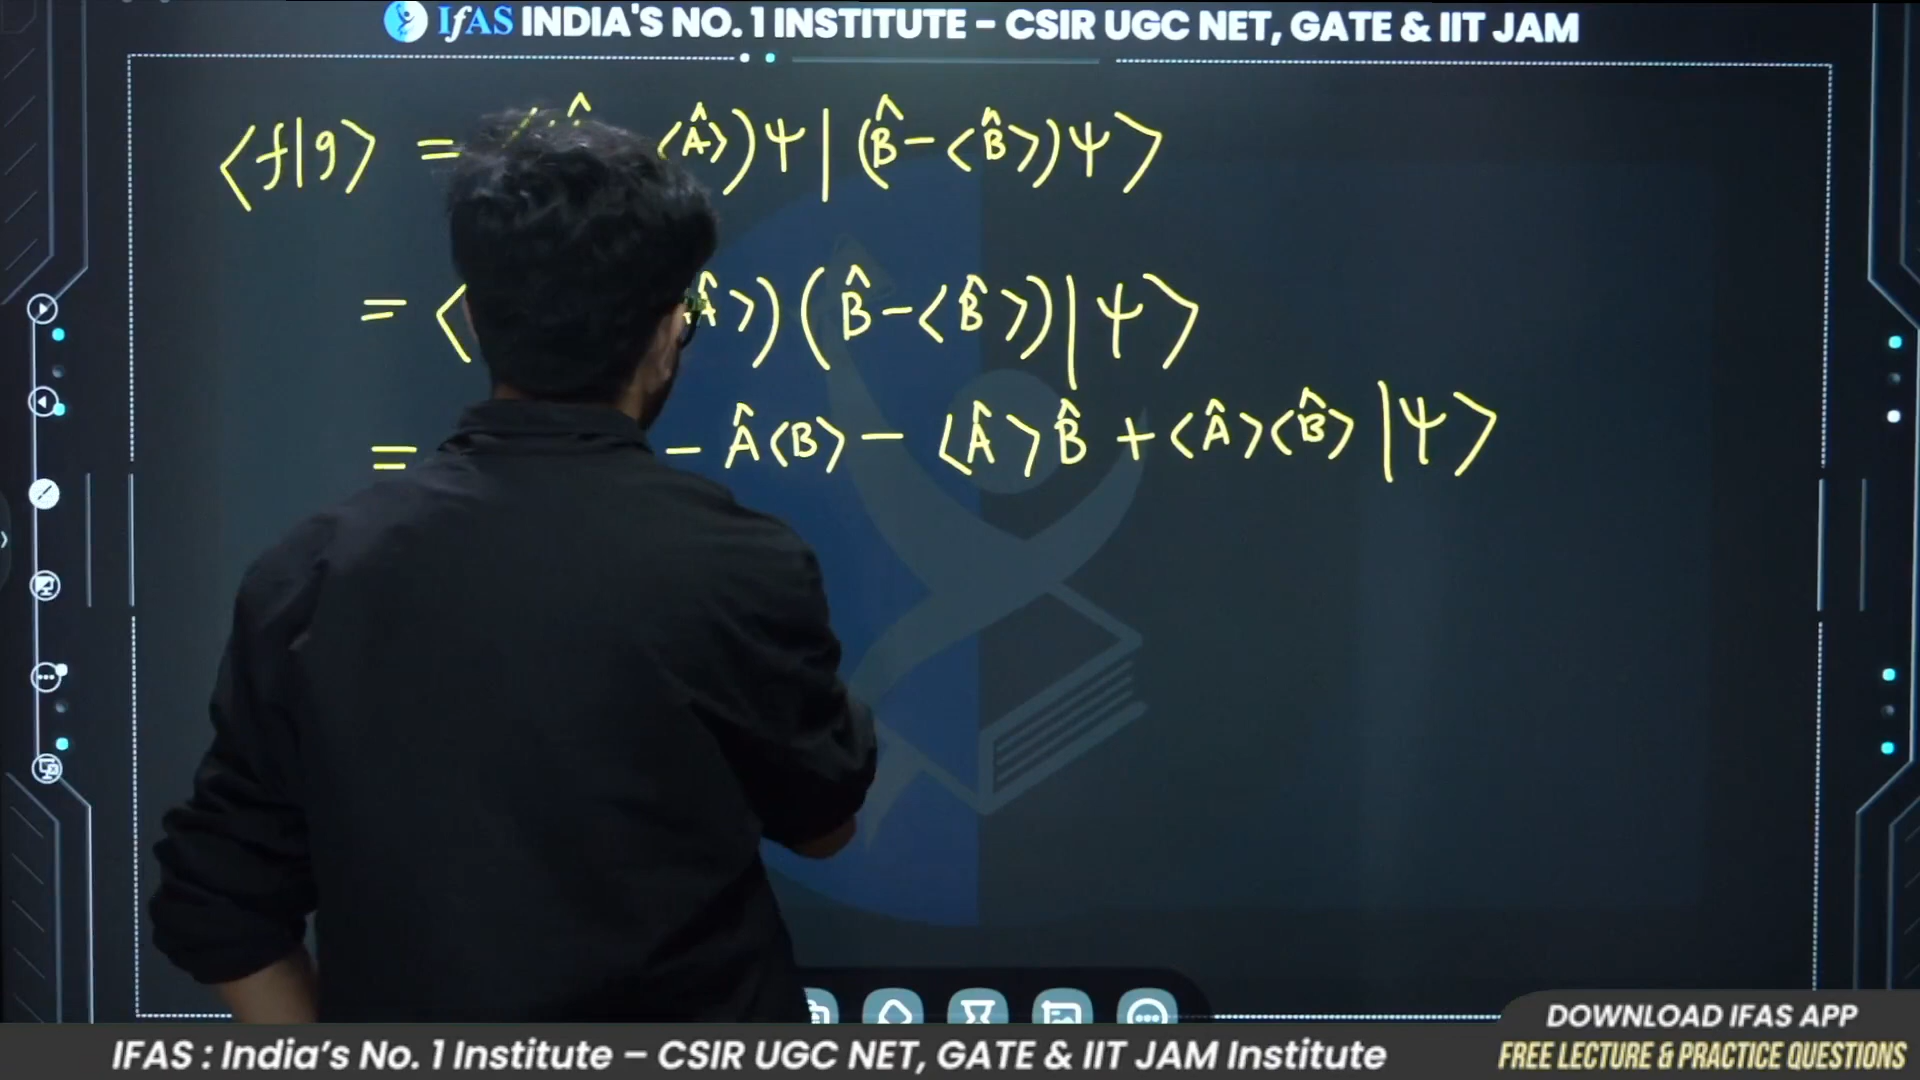 IfAS INDIA'S NO. 1 INSTITUTE - CSIR UGC NET, GATE & IIT JAM
⟨f|g⟩ = ⟨Â⟩)Ψ | (B̂ - ⟨B̂⟩)Ψ⟩
= ⟨ Â⟩)(B̂ - ⟨B̂⟩)|Ψ⟩
= - Â⟨B⟩ - ⟨Â⟩B̂ + ⟨Â⟩⟨B̂⟩ |Ψ⟩
DOWNLOAD IFAS APP
FREE LECTURE & PRACTICE QUESTIONS
IFAS : India's No. 1 Institute – CSIR UGC NET, GATE & IIT JAM Institute